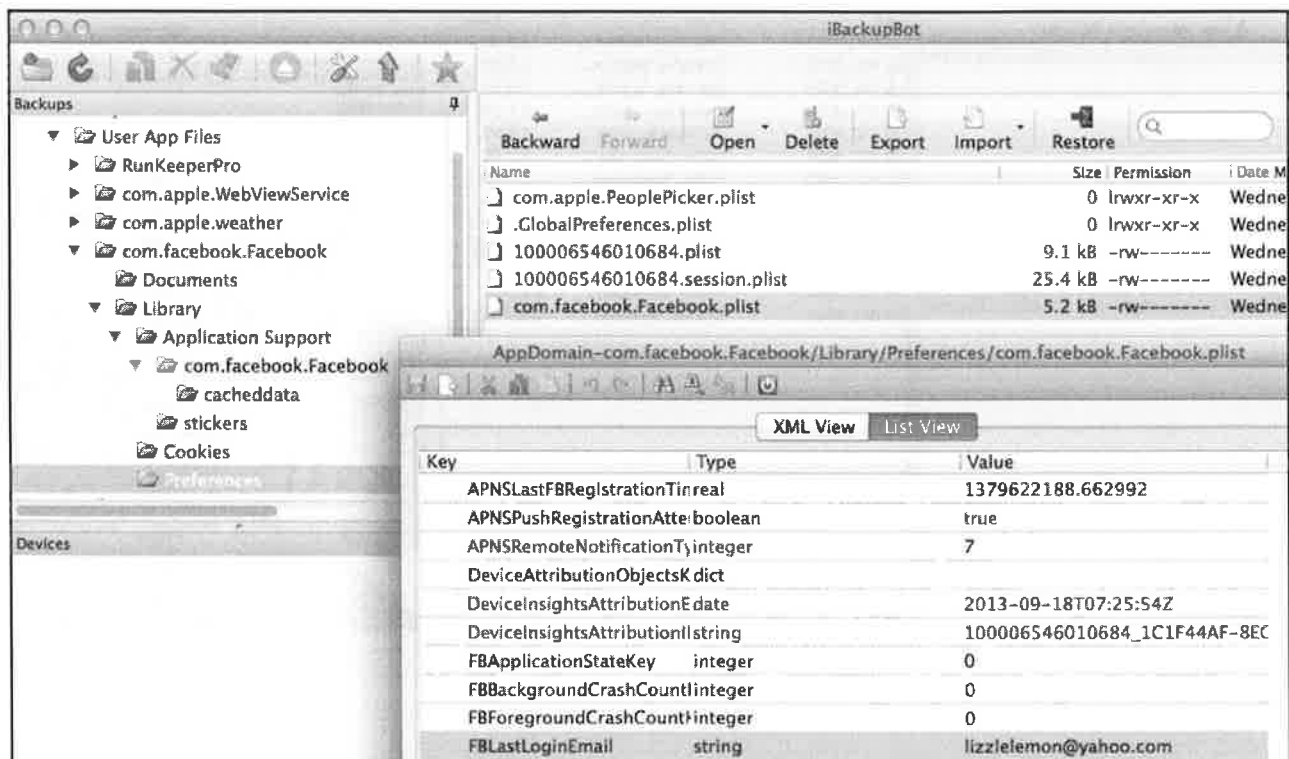 iBackupBot
Backups
User App Files
RunKeeperPro
com.apple.WebViewService
com.apple.weather
com.facebook.Facebook
Documents
Library
Application Support
com.facebook.Facebook
cacheddata
stickers
Cookies
Preferences
Devices
Backward Forward Open Delete Export Import Restore
Name Size Permission Date M
com.apple.PeoplePicker.plist 0 lrwxr-xr-x Wedne
.GlobalPreferences.plist 0 lrwxr-xr-x Wedne
100006546010684.plist 9.1 kB -rw------- Wedne
100006546010684.session.plist 25.4 kB -rw------- Wedne
com.facebook.Facebook.plist 5.2 kB -rw------- Wedne
AppDomain-com.facebook.Facebook/Library/Preferences/com.facebook.Facebook.plist
XML View List View
Key Type Value
APNSLastFBRegistrationTin real 1379622188.662992
APNSPushRegistrationAtte boolean true
APNSRemoteNotificationTy integer 7
DeviceAttributionObjectsK dict
DeviceInsightsAttributionE date 2013-09-18T07:25:54Z
DeviceInsightsAttributionI string 100006546010684_1C1F44AF-8EC
FBApplicationStateKey integer 0
FBBackgroundCrashCountI integer 0
FBForegroundCrashCountK integer 0
FBLastLoginEmail string lizzlelemon@yahoo.com